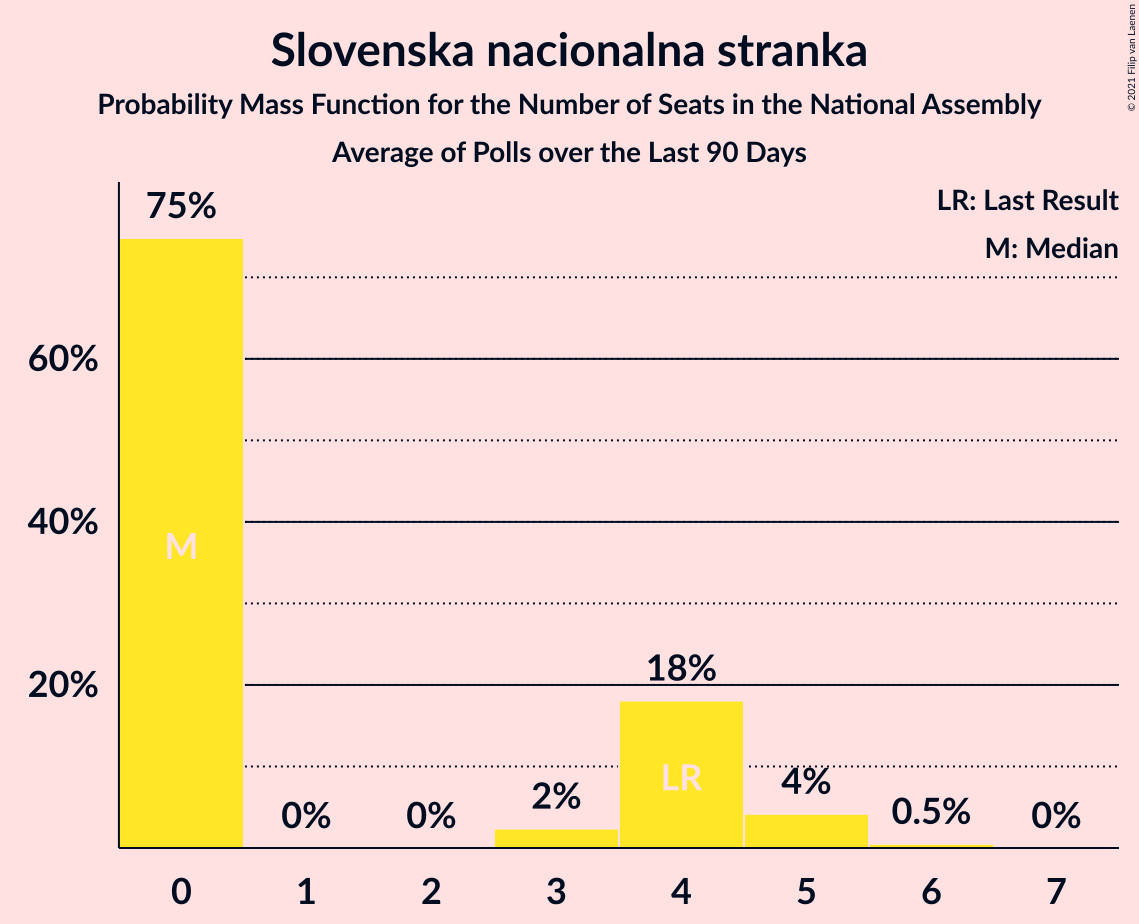 Slovenska nacionalna stranka
Probability Mass Function for the Number of Seats in the National Assembly
Average of Polls over the Last 90 Days
© 2021 Filip van Laenen
LR: Last Result
M: Median
75%
60%
40%
M
20%
18%
LR
0%
0%
2%
4%
0.5%
0%
0 1 2 3 4 5 6 7